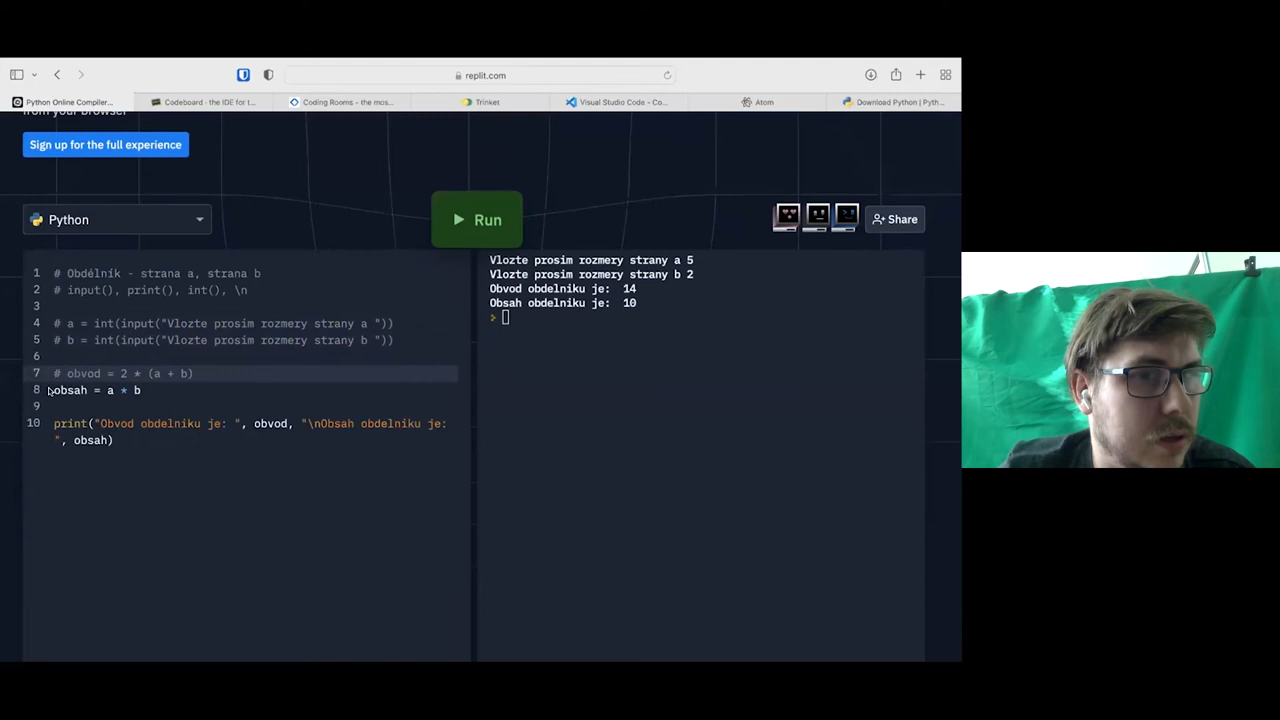 replit.com
Python Online Compiler...
Codeboard - the IDE for t...
Coding Rooms - the mos...
Trinket
Visual Studio Code - Co...
Atom
Download Python | Pyth...
from your browser
Sign up for the full experience
Python
Run
Share
1 # Obdélník - strana a, strana b
2 # input(), print(), int(), \n
3
4 # a = int(input("Vlozte prosim rozmery strany a "))
5 # b = int(input("Vlozte prosim rozmery strany b "))
6
7 # obvod = 2 * (a + b)
8 obsah = a * b
9
10 print("Obvod obdelniku je: ", obvod, "\nObsah obdelniku je:
", obsah)
Vlozte prosim rozmery strany a 5
Vlozte prosim rozmery strany b 2
Obvod obdelniku je:  14
Obsah obdelniku je:  10
>